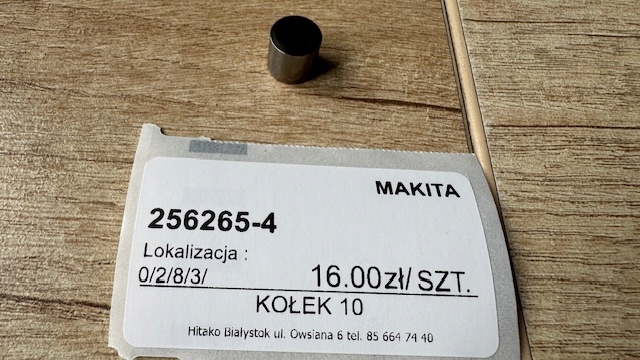 MAKITA
256265-4
Lokalizacja :
0/2/8/3/ 16.00zł/ SZT.
KOŁEK 10
Hitako Białystok ul. Owsiana 6 tel. 85 664 74 40